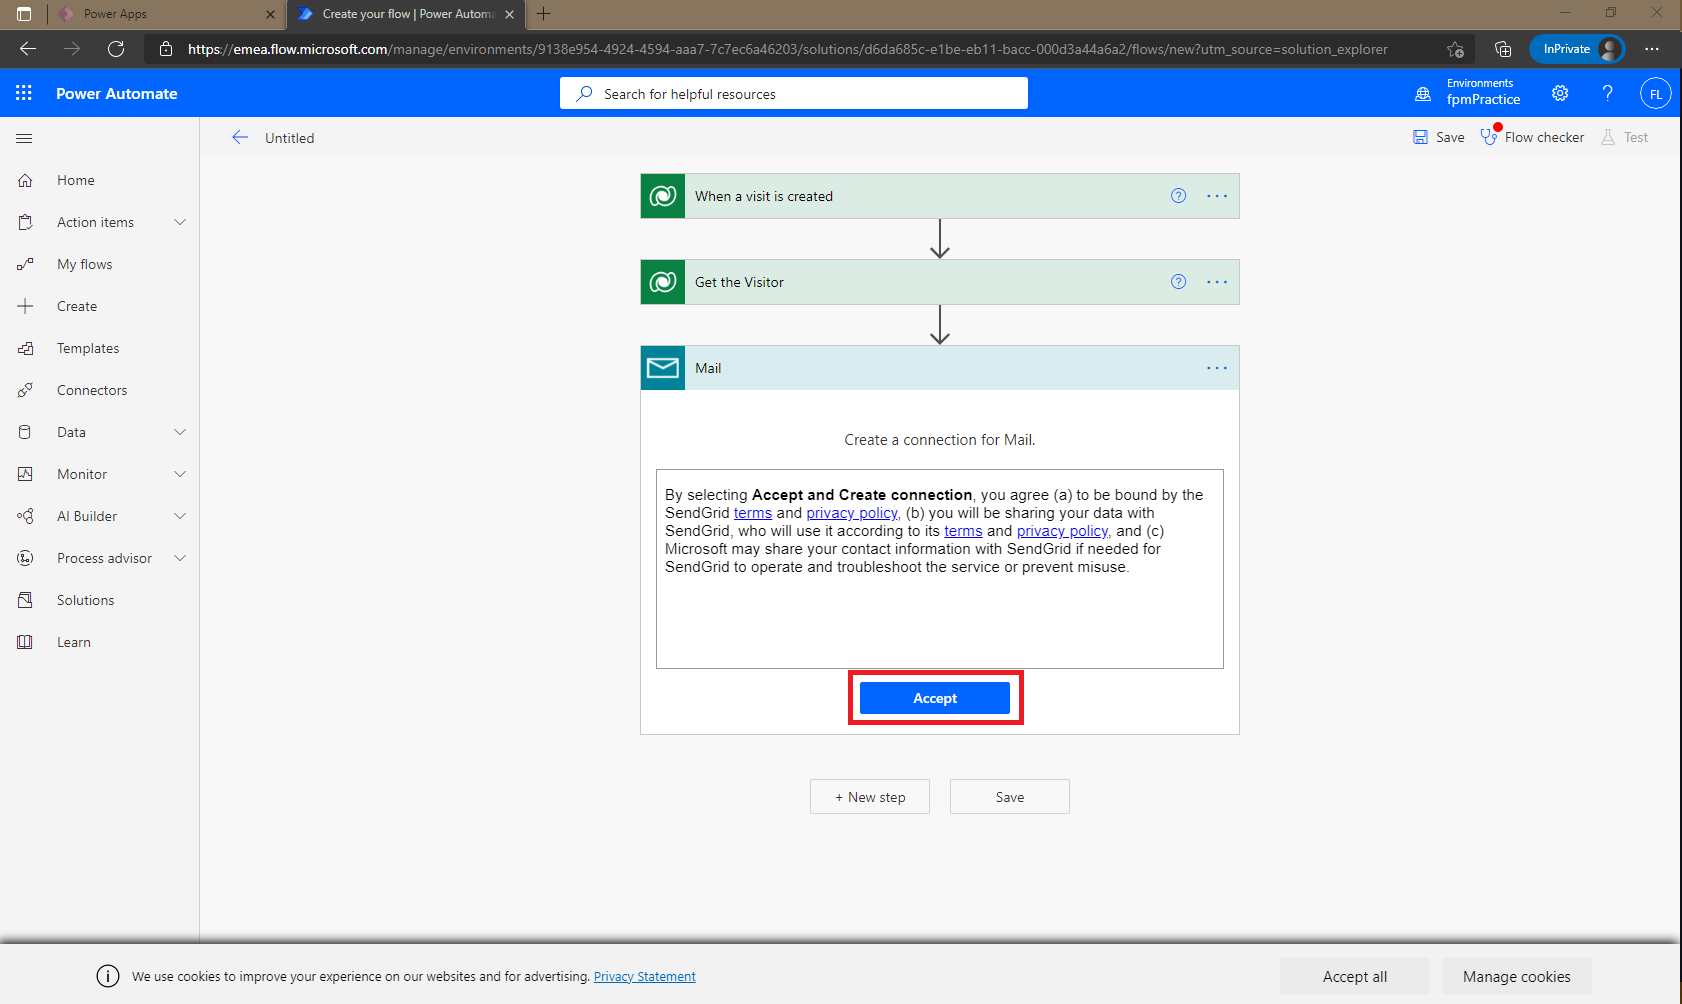 Power Apps
Create your flow | Power Automa
https://emea.flow.microsoft.com/manage/environments/9138e954-4924-4594-aaa7-7c7ec6a46203/solutions/d6da685c-e1be-eb11-bacc-000d3a44a6a2/flows/new?utm_source=solution_explorer
InPrivate
Power Automate
Search for helpful resources
Environments
fpmPractice
?
FL
Untitled
Save
Flow checker
Test
Home
Action items
My flows
Create
Templates
Connectors
Data
Monitor
AI Builder
Process advisor
Solutions
Learn
When a visit is created
?
Get the Visitor
?
Mail
Create a connection for Mail.
By selecting Accept and Create connection, you agree (a) to be bound by the
SendGrid terms and privacy policy, (b) you will be sharing your data with
SendGrid, who will use it according to its terms and privacy policy, and (c)
Microsoft may share your contact information with SendGrid if needed for
SendGrid to operate and troubleshoot the service or prevent misuse.
Accept
+ New step
Save
We use cookies to improve your experience on our websites and for advertising. Privacy Statement
Accept all
Manage cookies